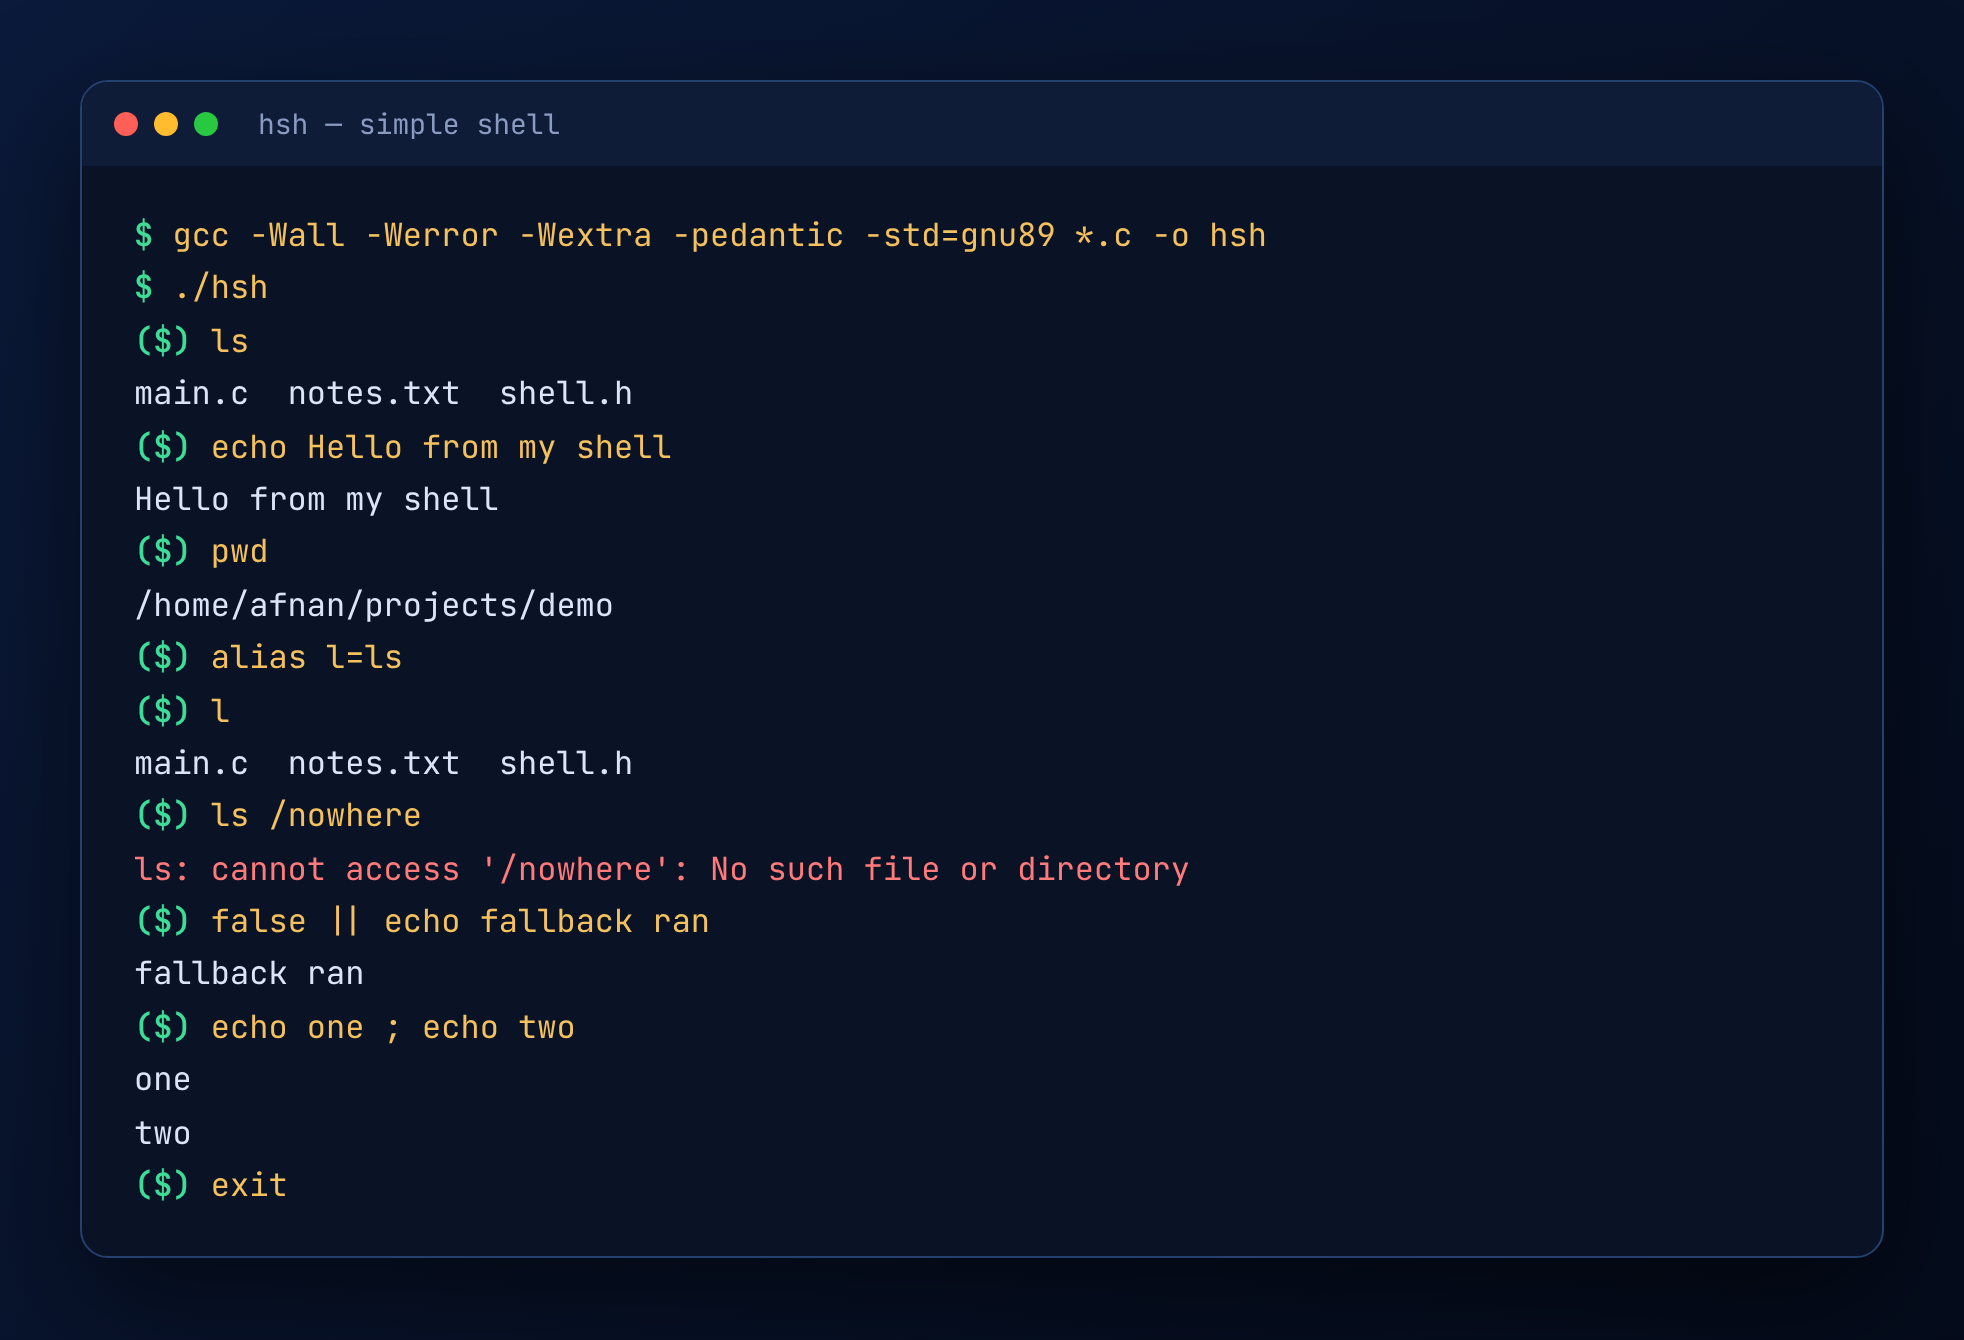 hsh — simple shell
$ gcc -Wall -Werror -Wextra -pedantic -std=gnu89 *.c -o hsh
$ ./hsh
($) ls
main.c  notes.txt  shell.h
($) echo Hello from my shell
Hello from my shell
($) pwd
/home/afnan/projects/demo
($) alias l=ls
($) l
main.c  notes.txt  shell.h
($) ls /nowhere
ls: cannot access '/nowhere': No such file or directory
($) false || echo fallback ran
fallback ran
($) echo one ; echo two
one
two
($) exit